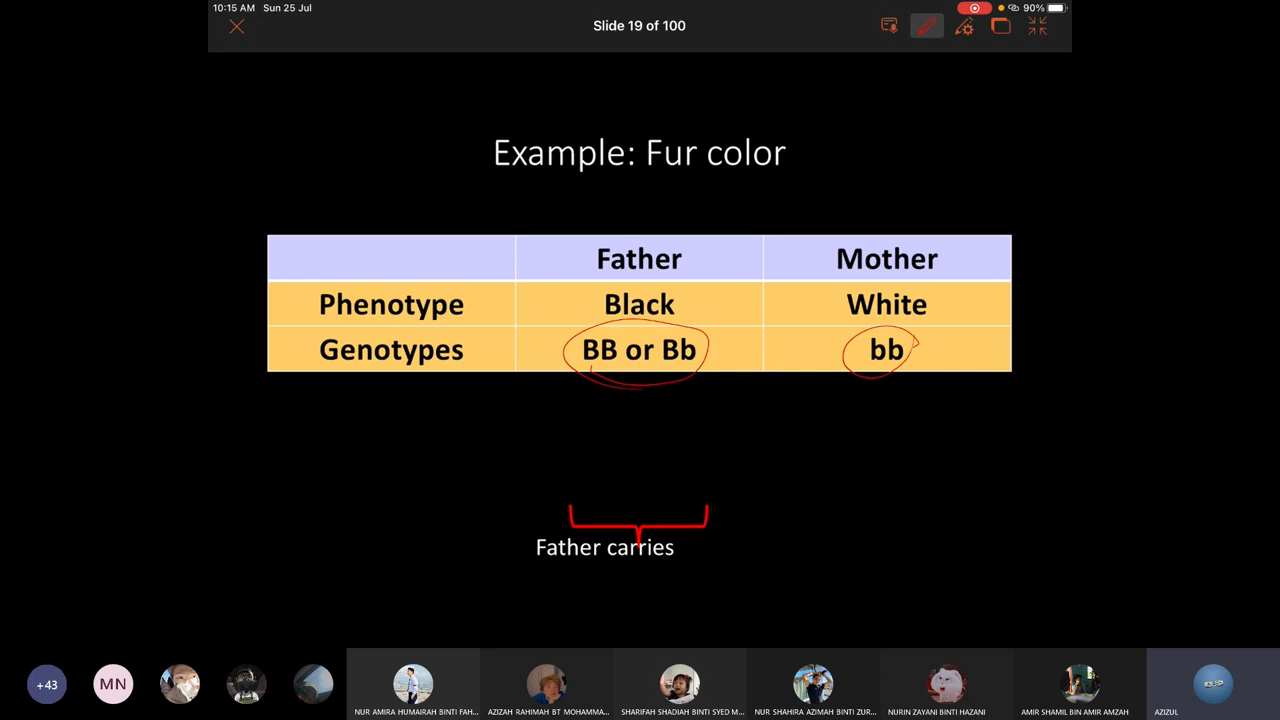 10:15 AM Sun 25 Jul
90%
Slide 19 of 100
Example: Fur color
Father Mother
Phenotype Black White
Genotypes BB or Bb bb
Father carries
+43
MN
NUR AMIRA HUMAIRAH BINTI FAH...
AZIZAH RAHIMAH BT MOHAMMA...
SHARIFAH SHADIAH BINTI SYED M...
NUR SHAHIRA AZIMAH BINTI ZUR...
NURIN ZAYANI BINTI HAZANI
AMIR SHAMIL BIN AMIR AMZAH
AZIZUL